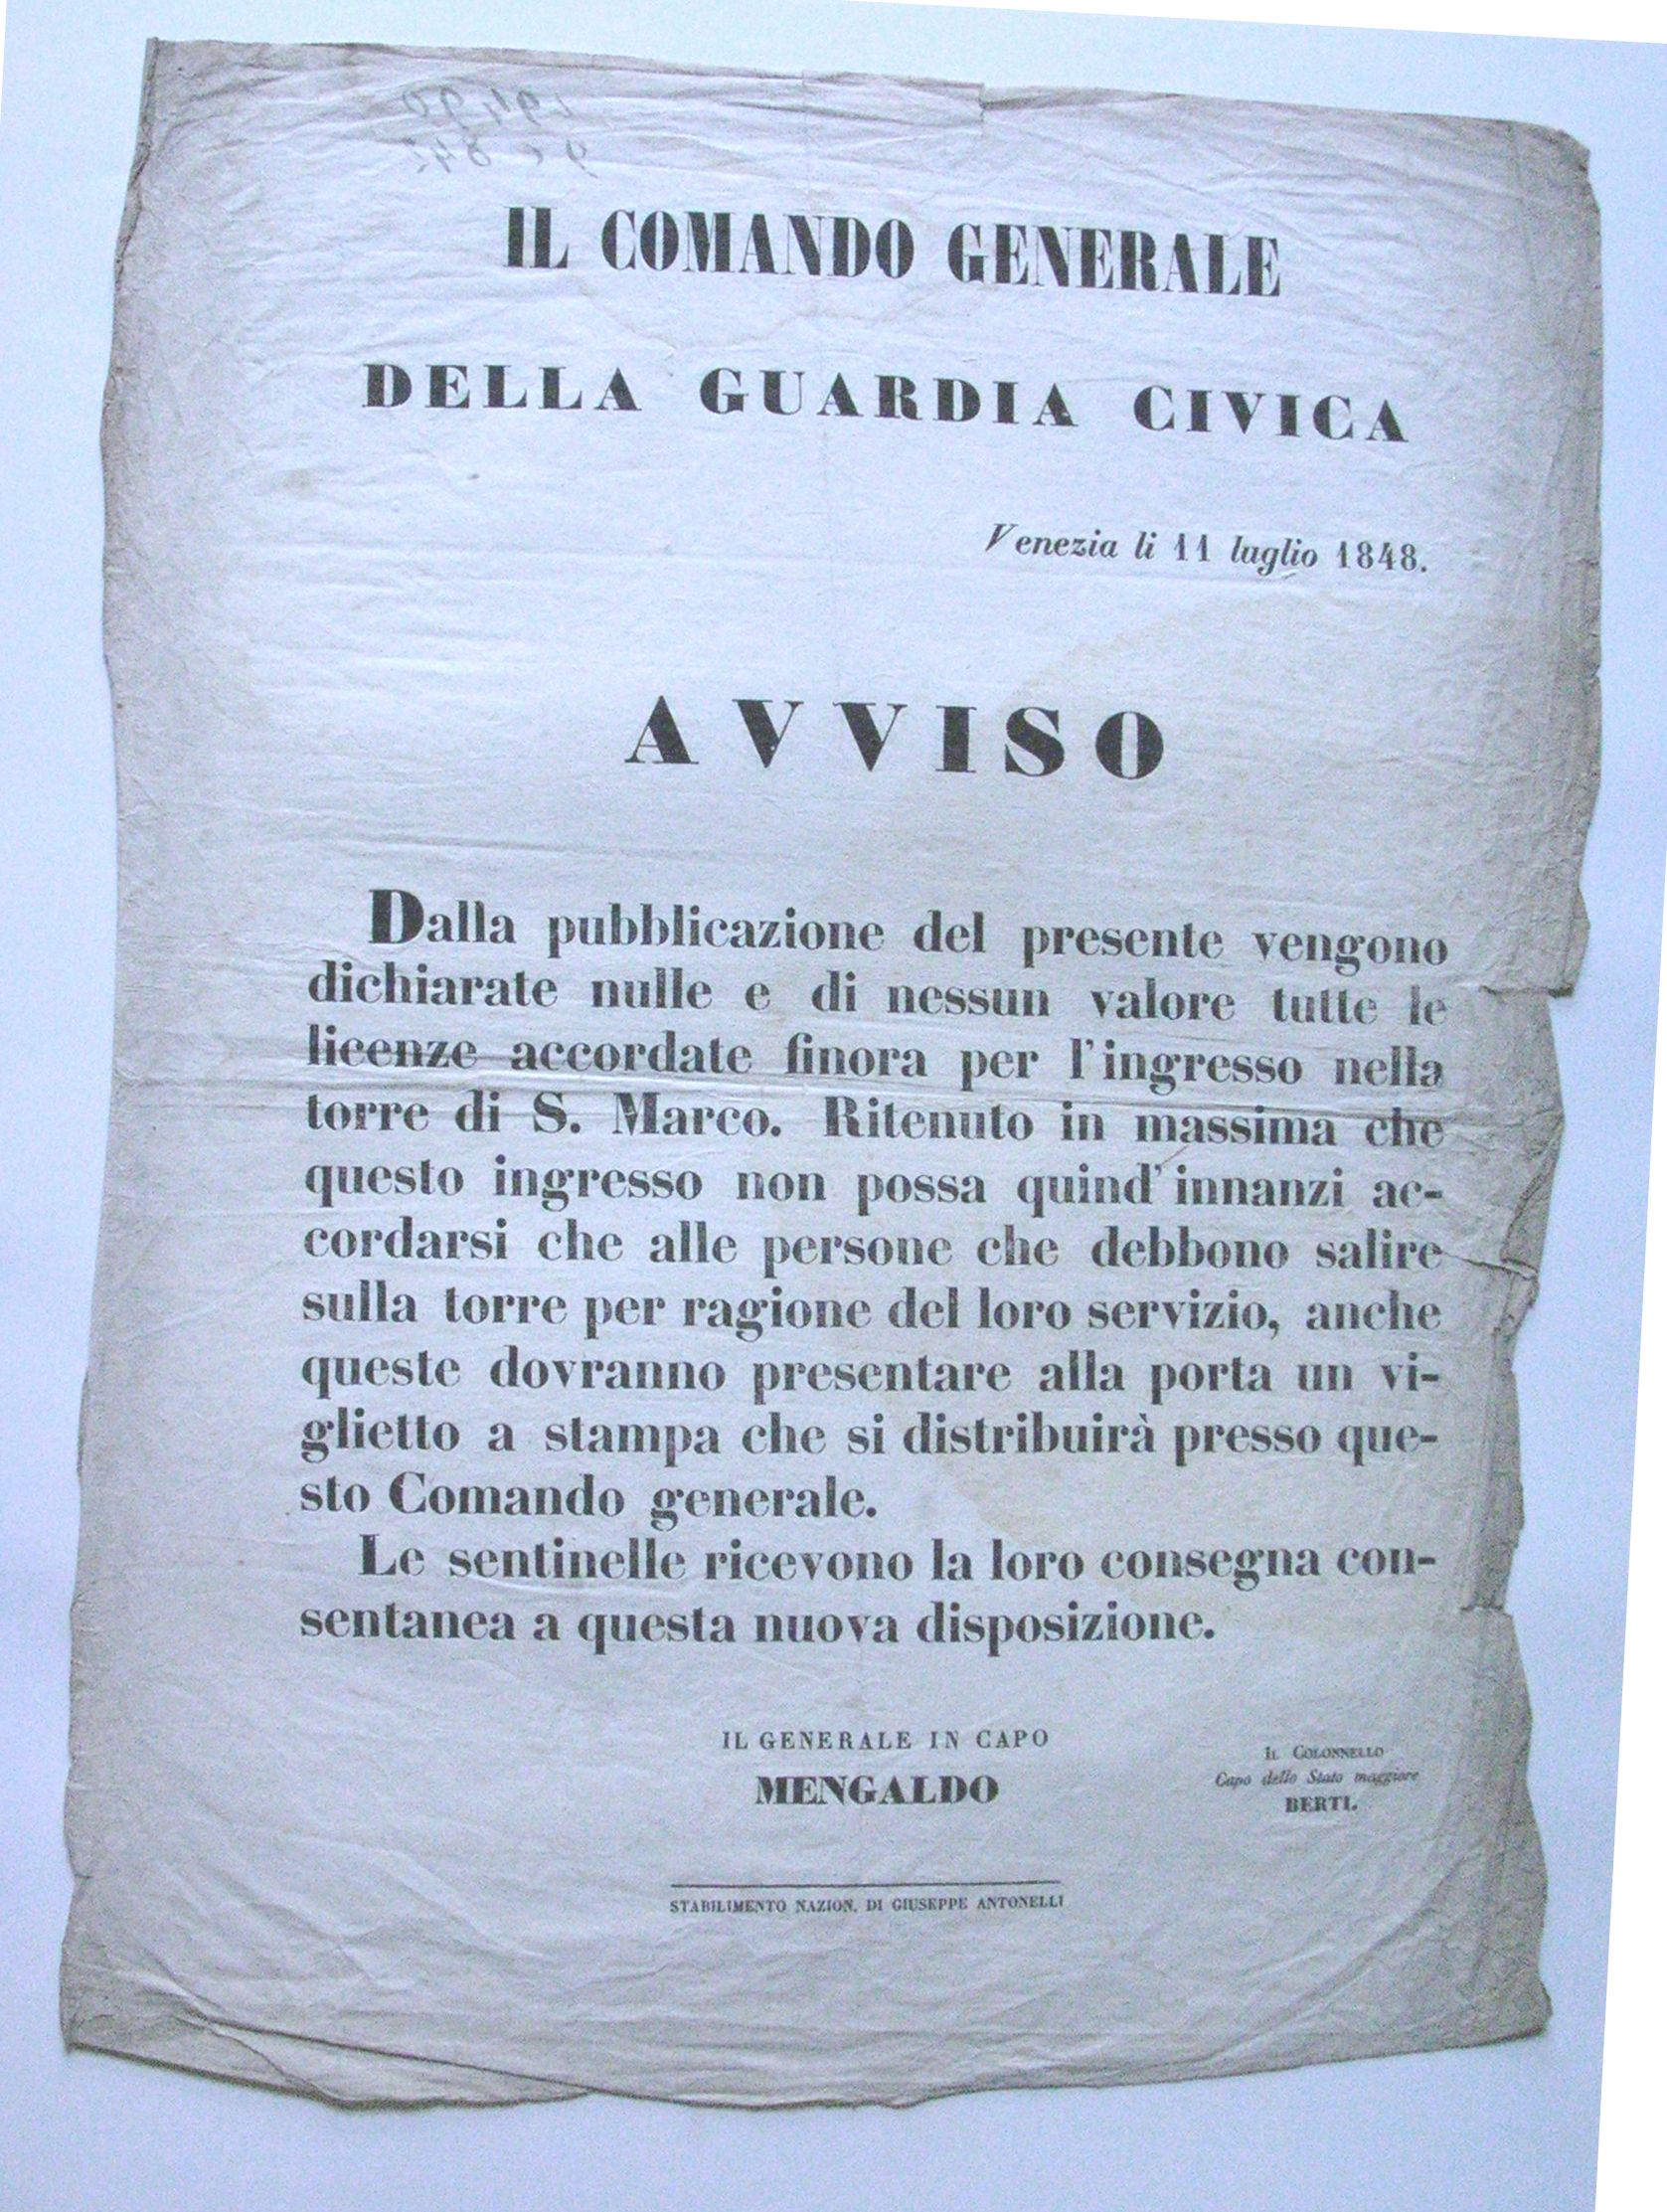 IL COMANDO GENERALE
DELLA GUARDIA CIVICA
Venezia li 11 luglio 1848.
AVVISO
Dalla pubblicazione del presente vengono
dichiarate nulle e di nessun valore tutte le
licenze accordate finora per l'ingresso nella
torre di S. Marco. Ritenuto in massima che
questo ingresso non possa quind'innanzi ac-
cordarsi che alle persone che debbono salire
sulla torre per ragione del loro servizio, anche
queste dovranno presentare alla porta un vi-
glietto a stampa che si distribuirà presso que-
sto Comando generale.
Le sentinelle ricevono la loro consegna con-
sentanea a questa nuova disposizione.
IL GENERALE IN CAPO
MENGALDO
IL COLONNELLO
Capo dello Stato maggiore
BERTI.
STABILIMENTO NAZION. DI GIUSEPPE ANTONELLI